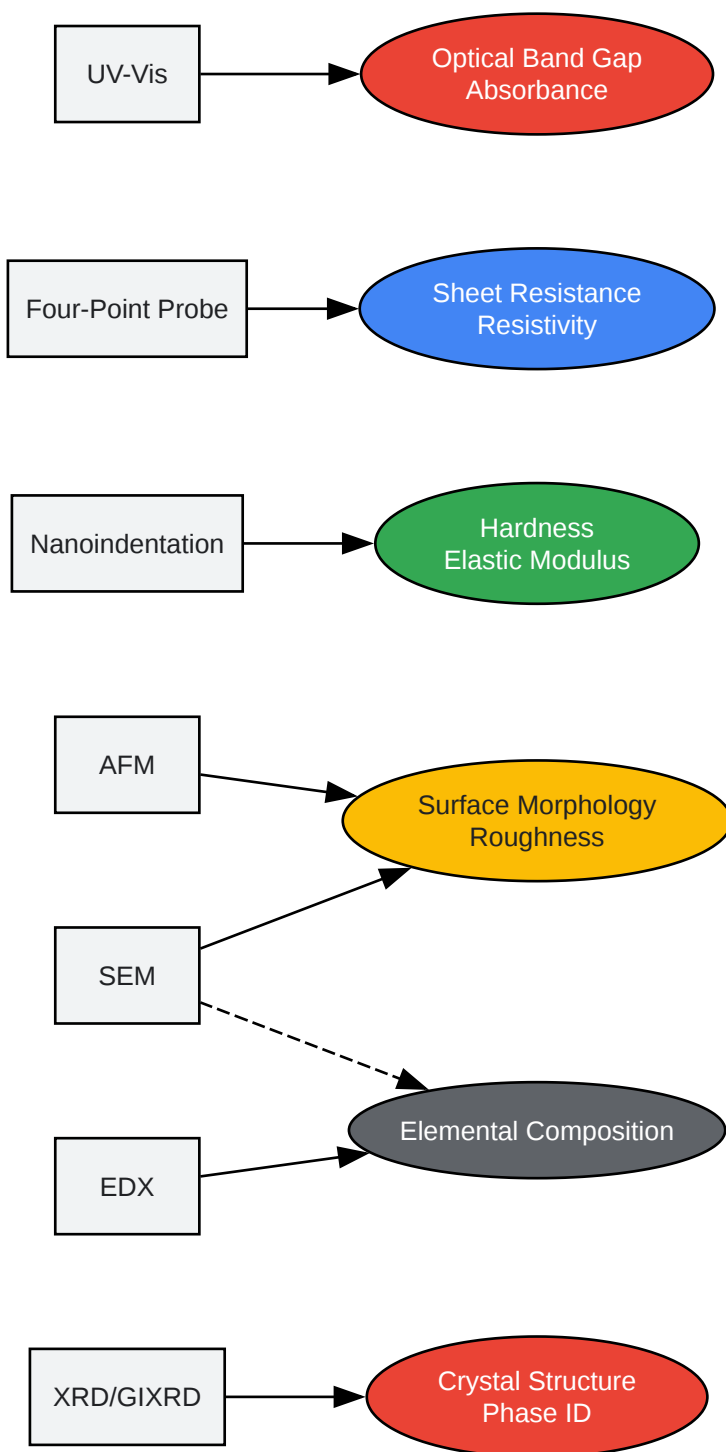 UV-Vis
Optical Band Gap
Absorbance
Four-Point Probe
Sheet Resistance
Resistivity
Nanoindentation
Hardness
Elastic Modulus
AFM
Surface Morphology
Roughness
SEM
Elemental Composition
EDX
XRD/GIXRD
Crystal Structure
Phase ID